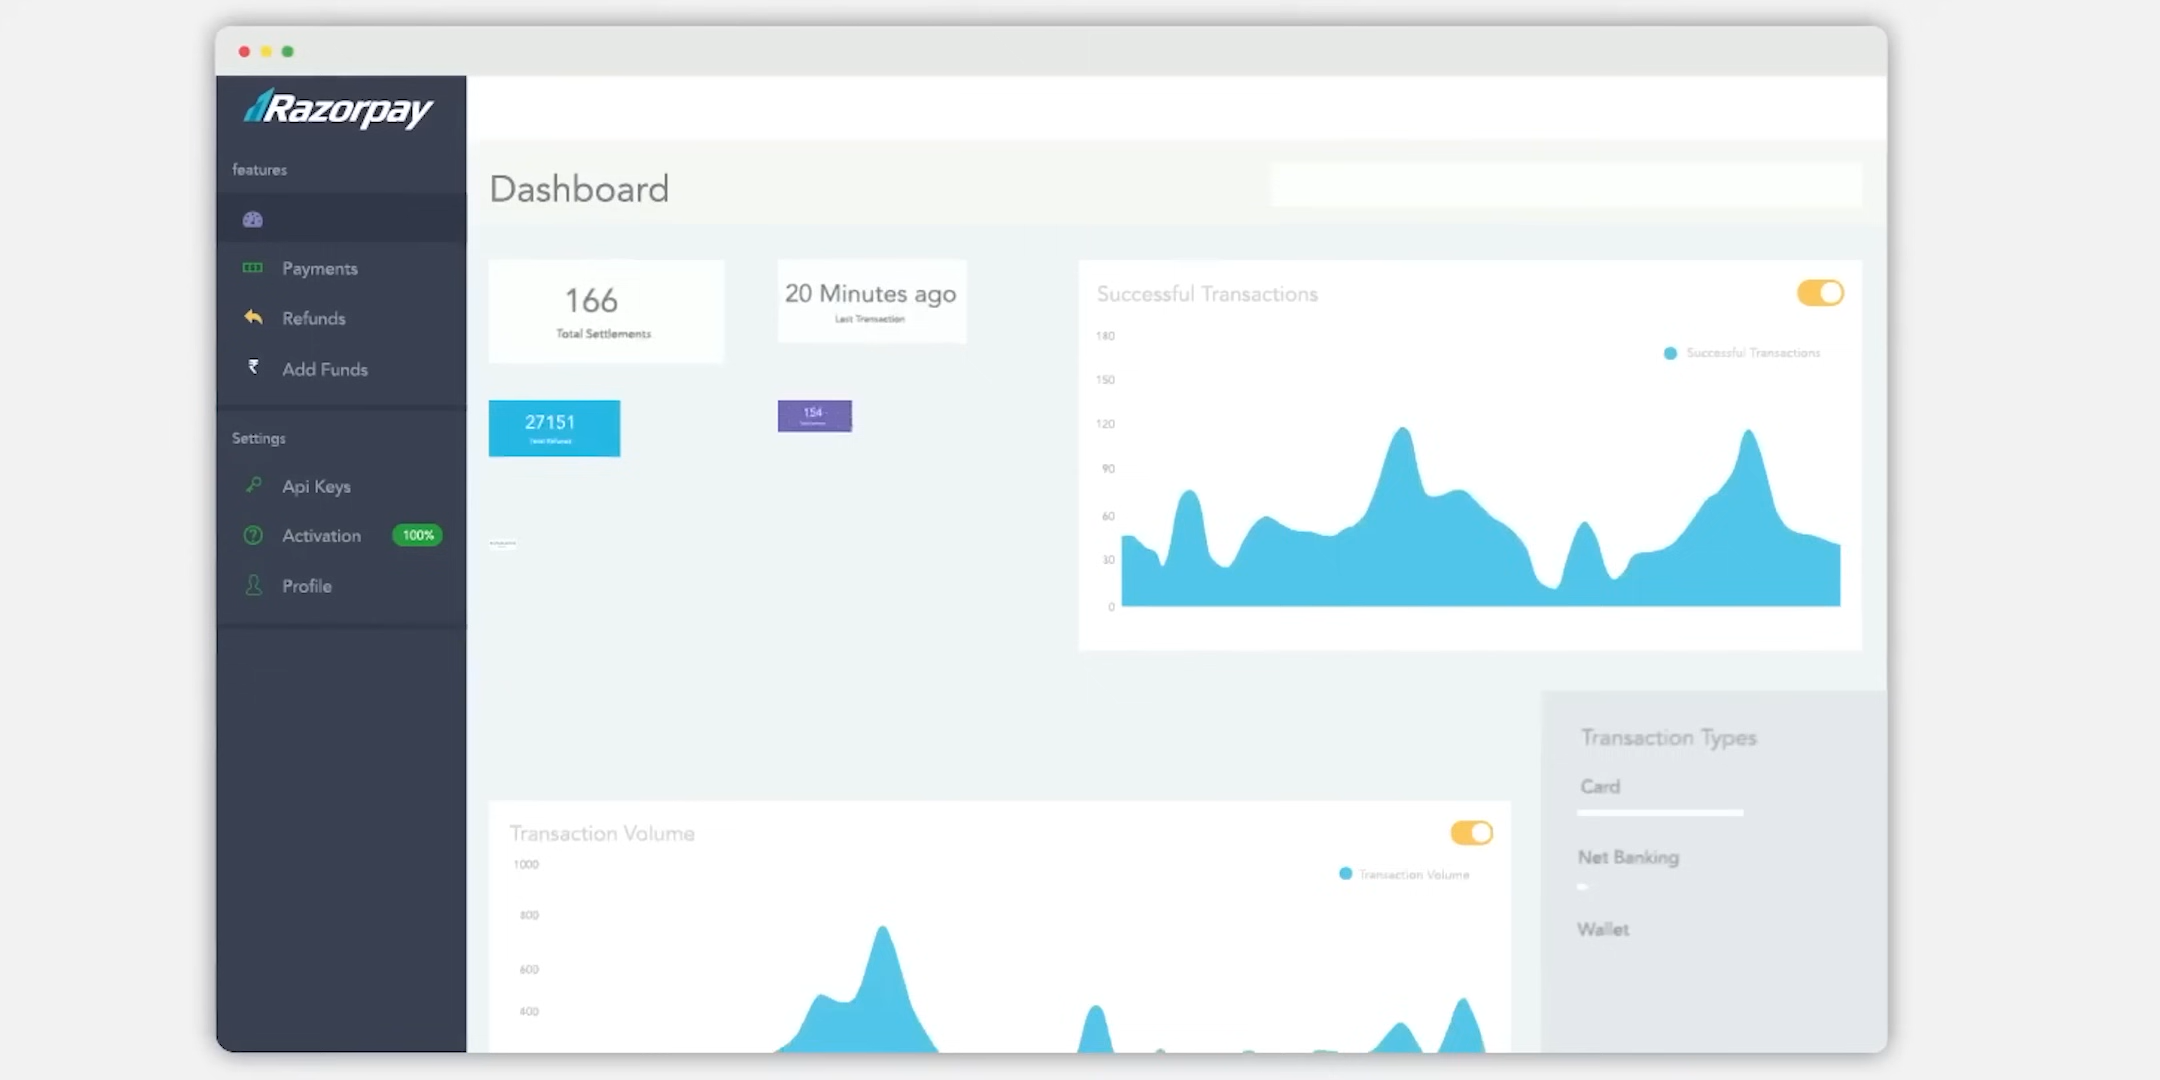 Razorpay
features
Payments
Refunds
Add Funds
Settings
Api Keys
Activation 100%
Profile
Dashboard
166
Total Settlements
20 Minutes ago
Last Transaction
27151
Total Refunds
154
Successful Transactions
Successful Transactions
180
150
120
90
60
30
0
Transaction Volume
Transaction Volume
1000
800
600
400
Transaction Types
Card
Net Banking
Wallet